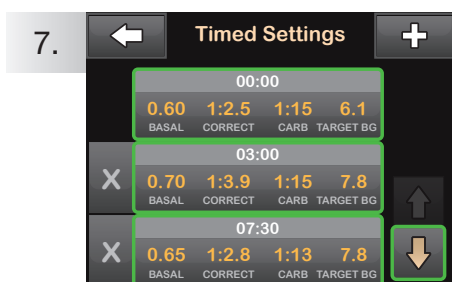 7.
Timed Settings
00:00
0.60 1:2.5 1:15 6.1
BASAL CORRECT CARB TARGET BG
03:00
X
0.70 1:3.9 1:15 7.8
BASAL CORRECT CARB TARGET BG
07:30
X
0.65 1:2.8 1:13 7.8
BASAL CORRECT CARB TARGET BG